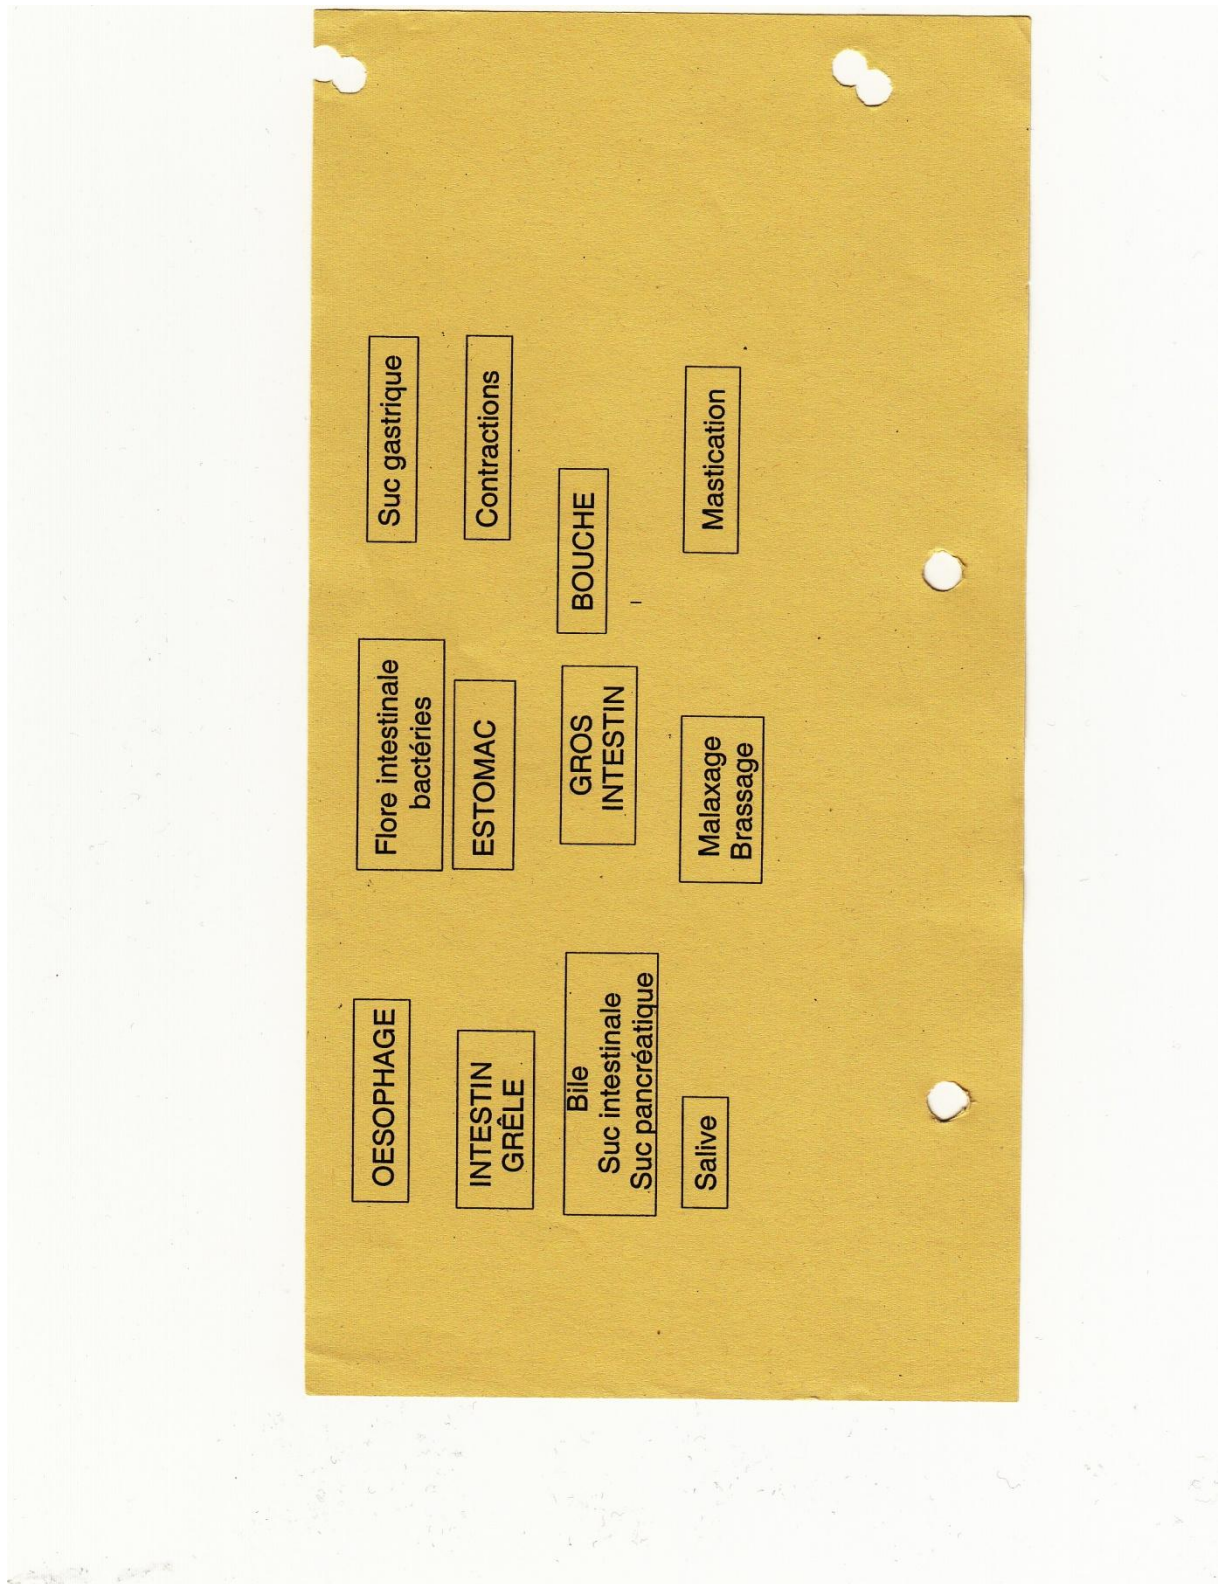 OESOPHAGE
Flore intestinale
bactéries
Suc gastrique
INTESTIN
GRÊLE
ESTOMAC
Contractions
Bile
Suc intestinale
Suc pancréatique
GROS
INTESTIN
BOUCHE
Salive
Malaxage
Brassage
Mastication